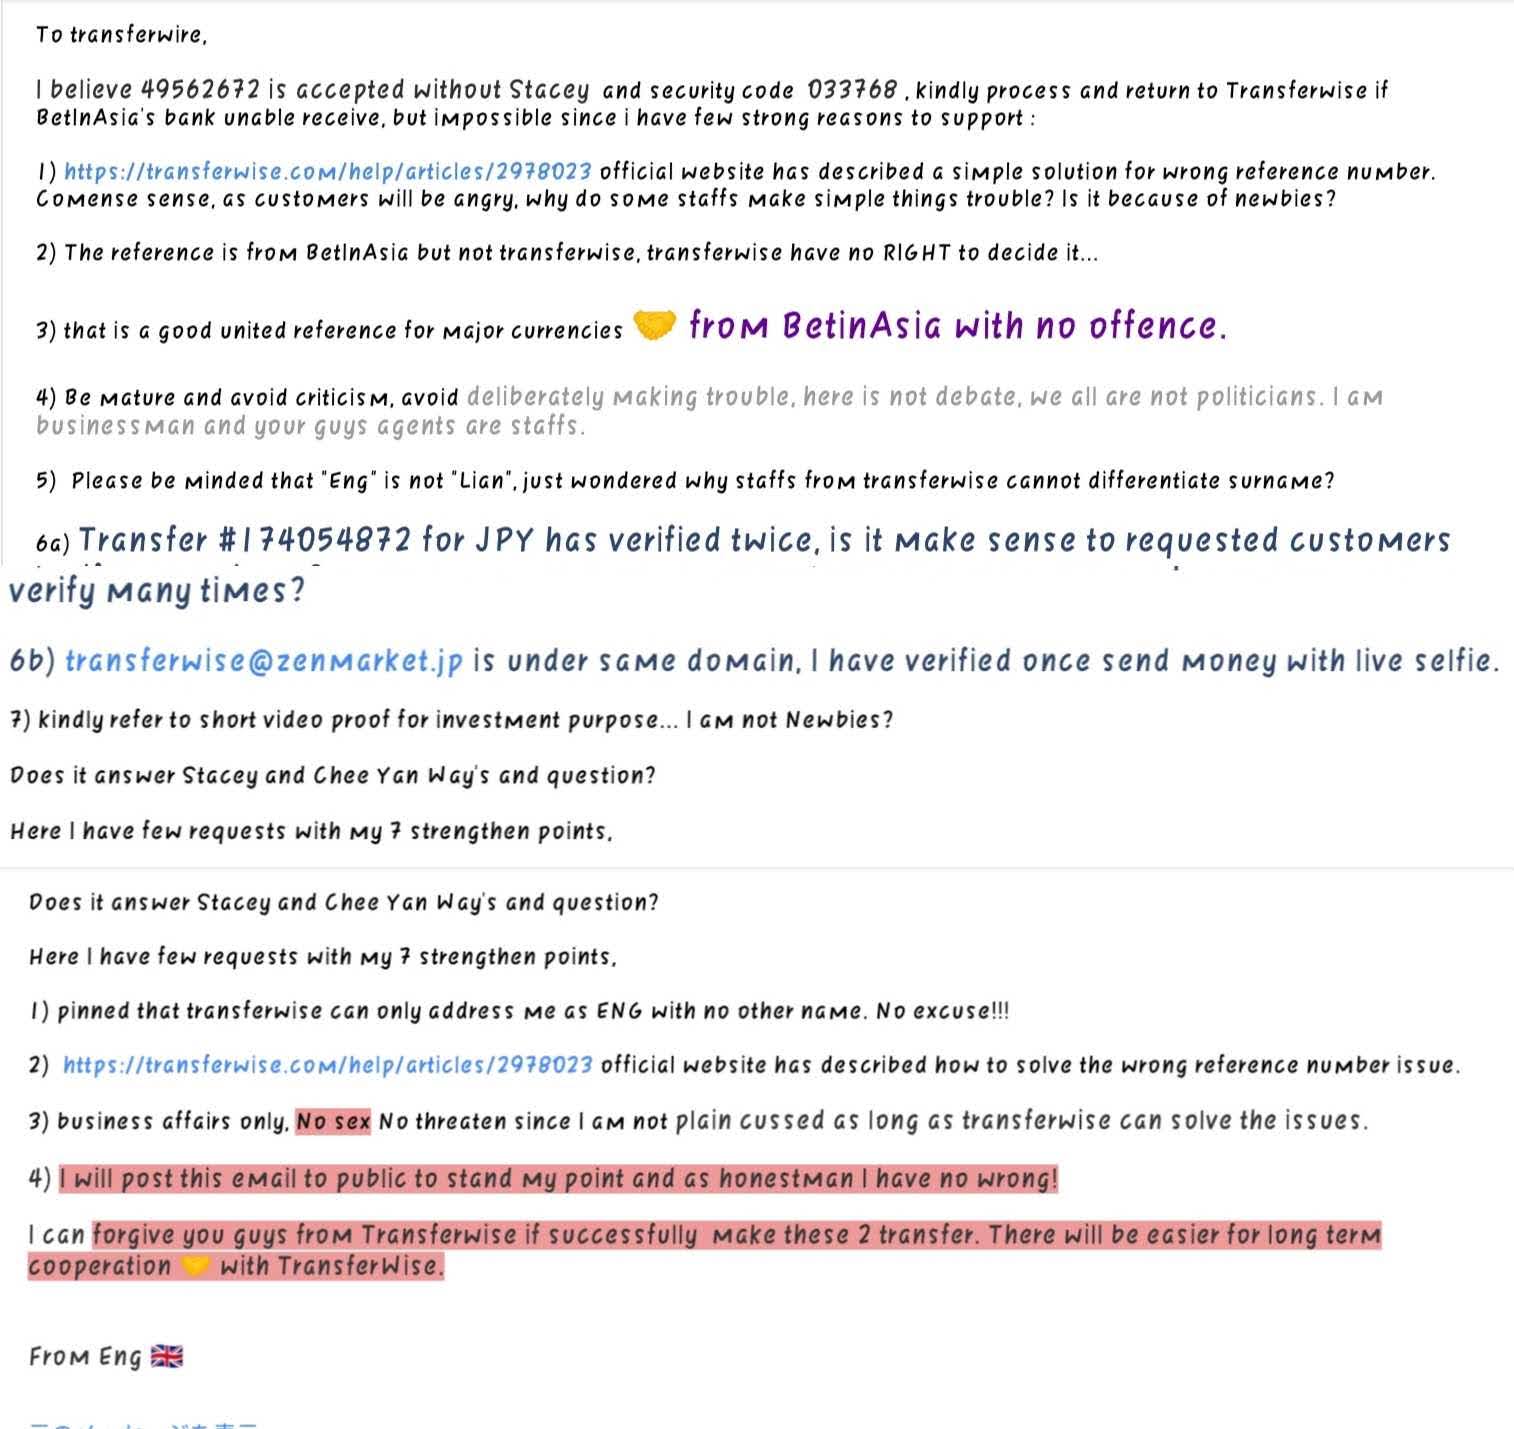 To transferwire,
I believe 49562672 is accepted without Stacey and security code 033768 , kindly process and return to Transferwise if
BetInAsia's bank unable receive, but impossible since i have few strong reasons to support :
1) https://transferwise.com/help/articles/2978023 official website has described a simple solution for wrong reference number.
Comense sense, as customers will be angry, why do some staffs make simple things trouble? Is it because of newbies?
2) The reference is from BetInAsia but not transferwise, transferwise have no RIGHT to decide it...
3) that is a good united reference for major currencies 🤝 from BetinAsia with no offence.
4) Be mature and avoid criticism, avoid deliberately making trouble, here is not debate, we all are not politicians. I am
businessman and your guys agents are staffs.
5) Please be minded that "Eng" is not "Lian", just wondered why staffs from transferwise cannot differentiate surname?
6a) Transfer #174054872 for JPY has verified twice, is it make sense to requested customers
verify many times?
6b) transferwise@zenmarket.jp is under same domain, I have verified once send money with live selfie.
7) kindly refer to short video proof for investment purpose... I am not Newbies?
Does it answer Stacey and Chee Yan Way's and question?
Here I have few requests with my 7 strengthen points,
Does it answer Stacey and Chee Yan Way's and question?
Here I have few requests with my 7 strengthen points,
1) pinned that transferwise can only address me as ENG with no other name. No excuse!!!
2) https://transferwise.com/help/articles/2978023 official website has described how to solve the wrong reference number issue.
3) business affairs only, No sex No threaten since I am not plain cussed as long as transferwise can solve the issues.
4) I will post this email to public to stand my point and as honestman I have no wrong!
I can forgive you guys from Transferwise if successfully make these 2 transfer. There will be easier for long term
cooperation 🤝 with TransferWise.
From Eng 🇬🇧